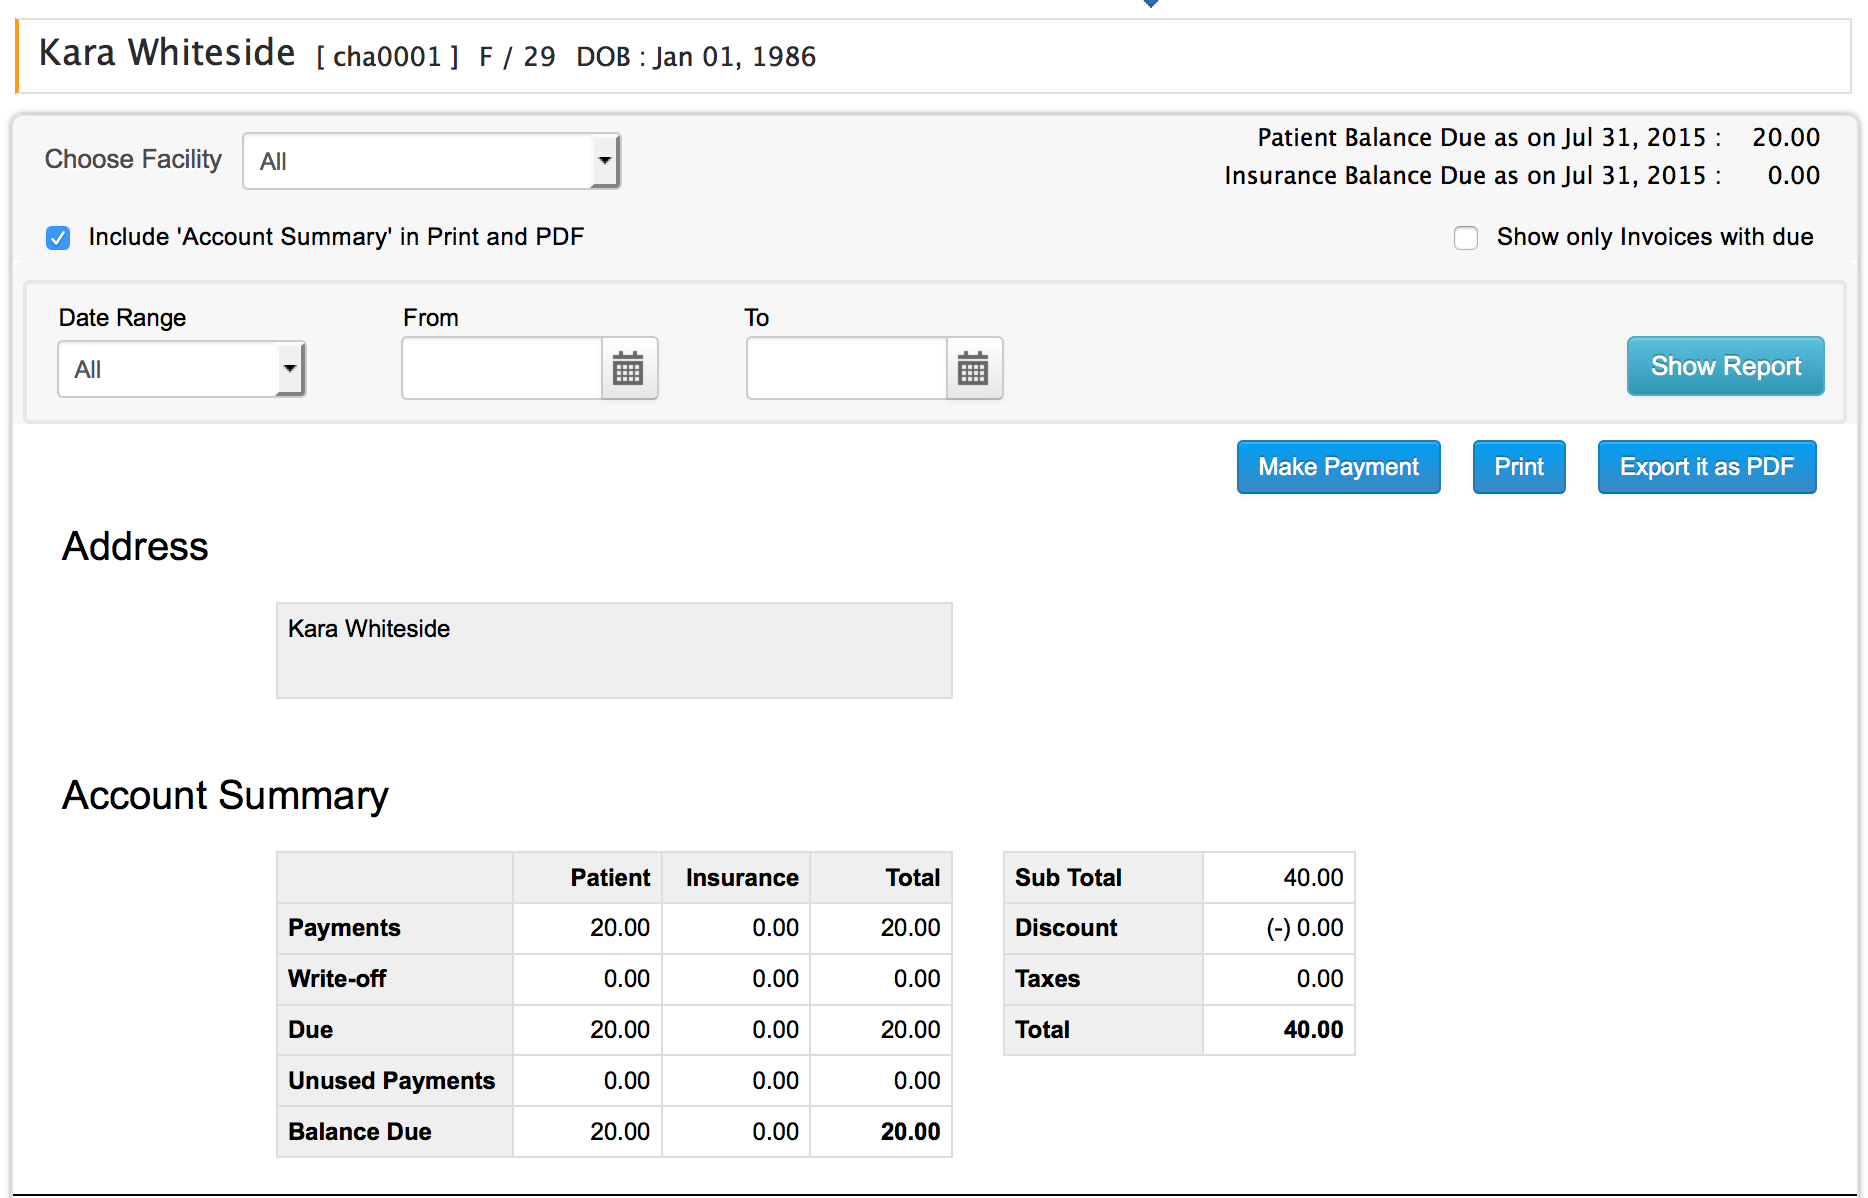 Kara Whiteside [ cha0001 ] F / 29 DOB : Jan 01, 1986
Choose Facility All
Patient Balance Due as on Jul 31, 2015 : 20.00
Insurance Balance Due as on Jul 31, 2015 : 0.00
Include 'Account Summary' in Print and PDF
Show only Invoices with due
Date Range From To
All
Show Report
Make Payment Print Export it as PDF
Address
Kara Whiteside
Account Summary
Patient Insurance Total
Payments 20.00 0.00 20.00
Write-off 0.00 0.00 0.00
Due 20.00 0.00 20.00
Unused Payments 0.00 0.00 0.00
Balance Due 20.00 0.00 20.00
Sub Total 40.00
Discount (-) 0.00
Taxes 0.00
Total 40.00